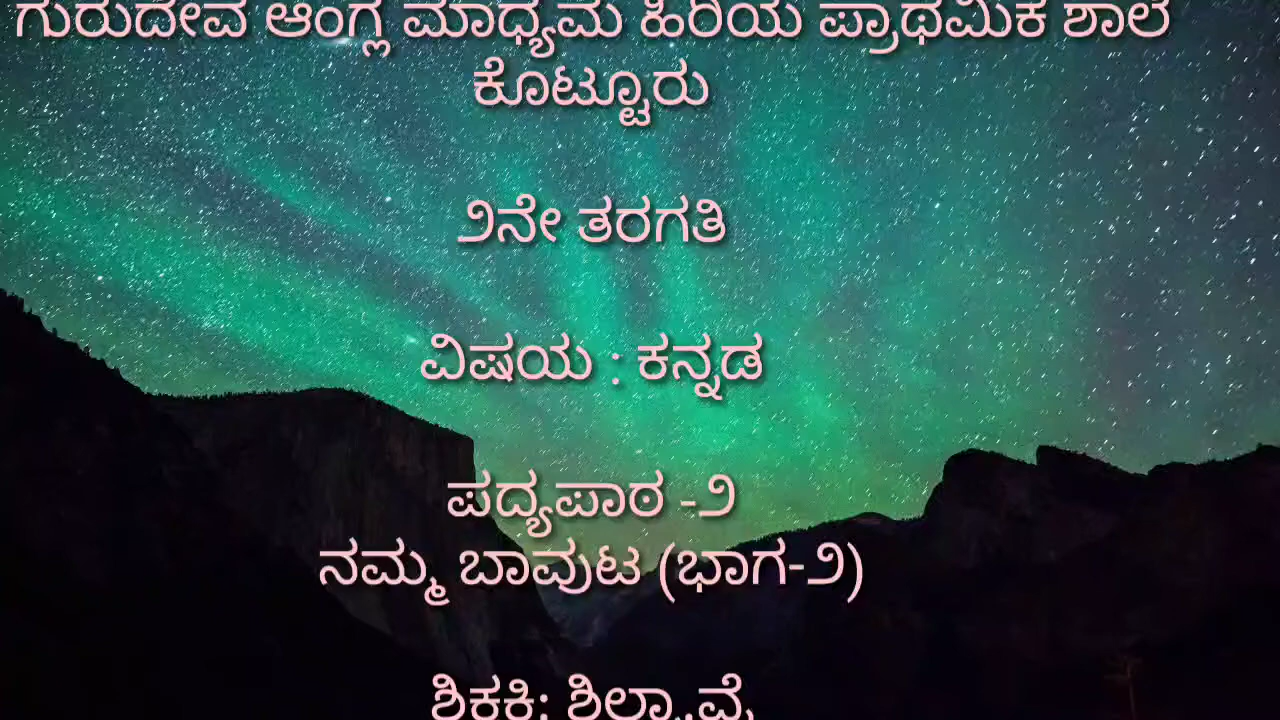 ಗುರುದೇವ ಆಂಗ್ಲ ಮಾಧ್ಯಮ ಹಿರಿಯ ಪ್ರಾಥಮಿಕ ಶಾಲೆ
ಕೊಟ್ಟೂರು
೨ನೇ ತರಗತಿ
ವಿಷಯ : ಕನ್ನಡ
ಪದ್ಯಪಾಠ -೨
ನಮ್ಮ ಬಾವುಟ (ಭಾಗ-೨)